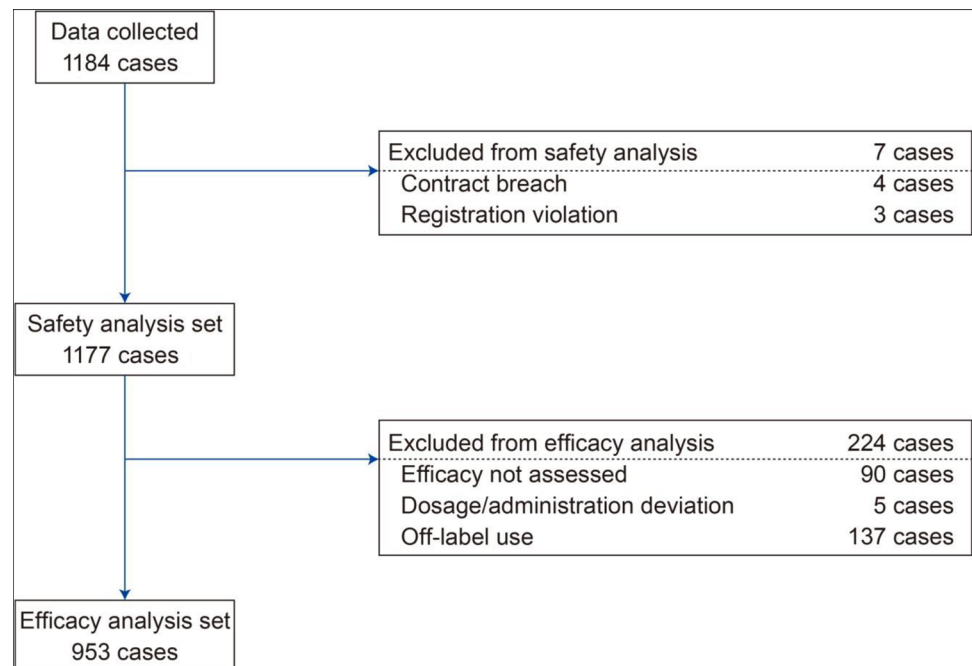 Data collected
1184 cases
Excluded from safety analysis 7 cases
Contract breach 4 cases
Registration violation 3 cases
Safety analysis set
1177 cases
Excluded from efficacy analysis 224 cases
Efficacy not assessed 90 cases
Dosage/administration deviation 5 cases
Off-label use 137 cases
Efficacy analysis set
953 cases